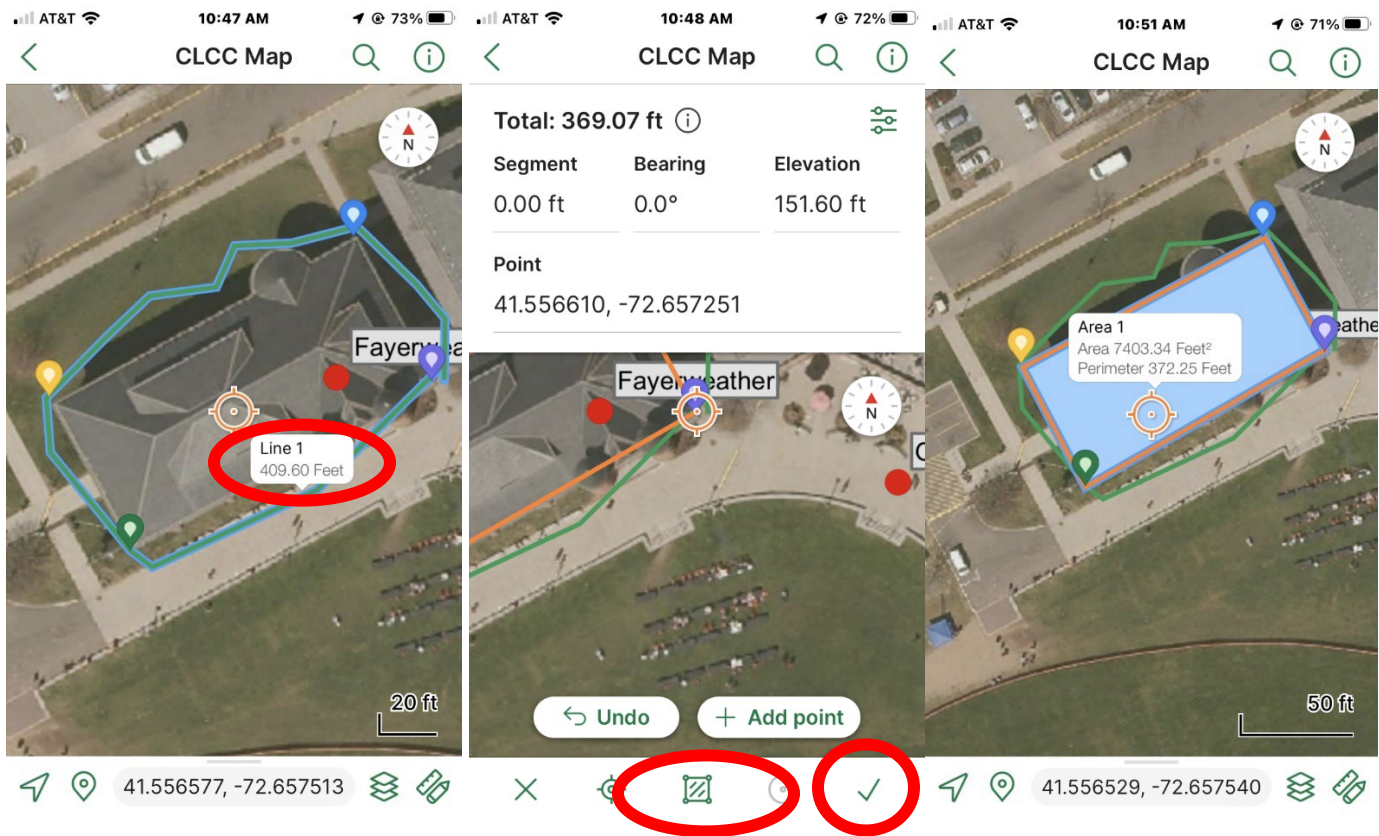 AT&T 10:47 AM 73%
CLCC Map
N
Fayerwea
Line 1
409.60 Feet
20 ft
41.556577, -72.657513
AT&T 10:48 AM 72%
CLCC Map
Total: 369.07 ft
Segment Bearing Elevation
0.00 ft 0.0° 151.60 ft
Point
41.556610, -72.657251
Fayerweather
N
C
Undo + Add point
AT&T 10:51 AM 71%
CLCC Map
N
eathe
Area 1
Area 7403.34 Feet²
Perimeter 372.25 Feet
50 ft
41.556529, -72.657540